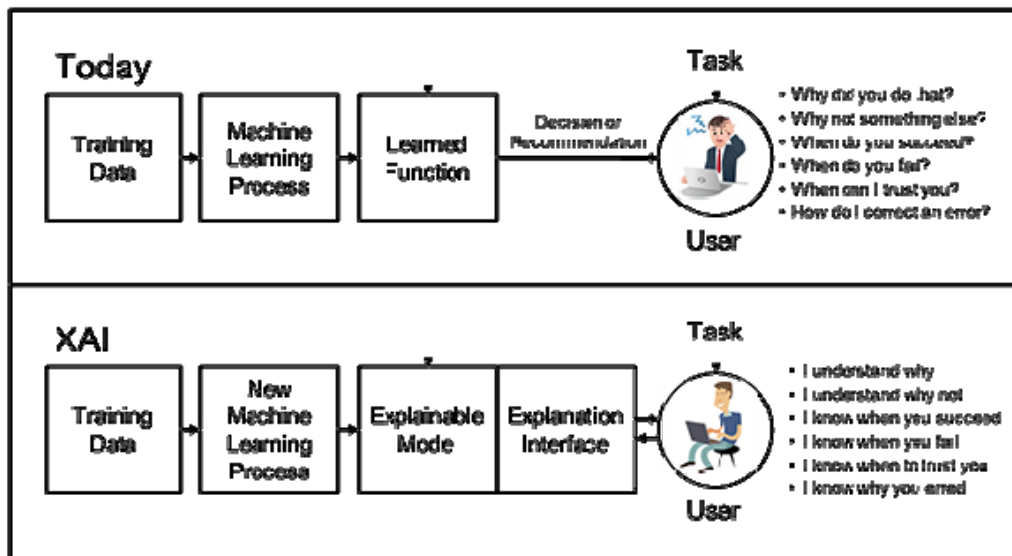 Today
Training
Data
Machine
Learning
Process
Learned
Function
Decision or
Recommendation
Task
User
• Why did you do that?
• Why not something else?
• When do you succeed?
• When do you fail?
• When can I trust you?
• How do I correct an error?
XAI
Training
Data
New
Machine
Learning
Process
Explainable
Mode
Explanation
Interface
Task
User
• I understand why
• I understand why not
• I know when you succeed
• I know when you fail
• I know when to trust you
• I know why you erred